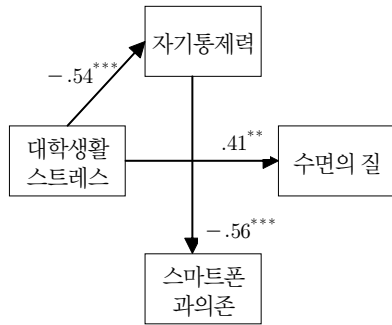 자기통제력
− .54***
대학생활
스트레스
.41**
수면의 질
− .56***
스마트폰
과의존